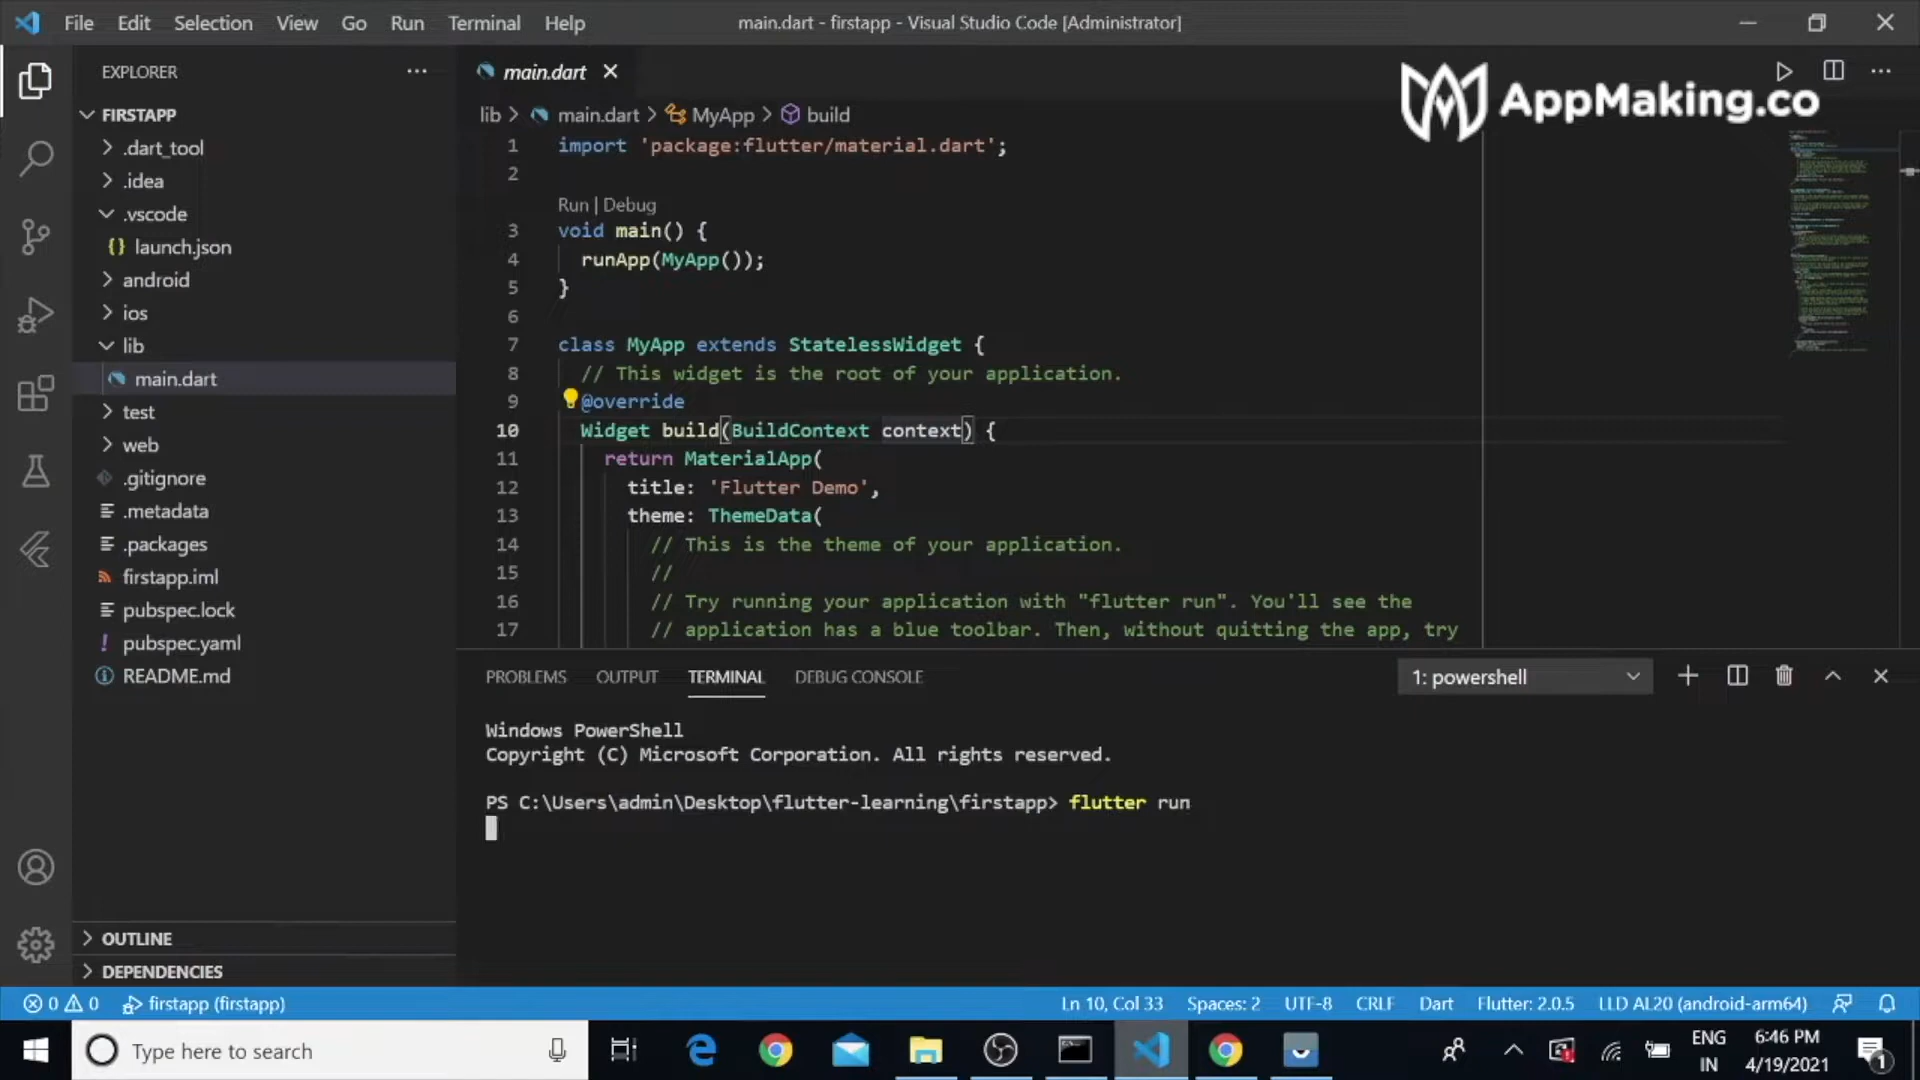 File Edit Selection View Go Run Terminal Help
main.dart - firstapp - Visual Studio Code [Administrator]
EXPLORER
FIRSTAPP
.dart_tool
.idea
.vscode
{} launch.json
android
ios
lib
main.dart
test
web
.gitignore
.metadata
.packages
firstapp.iml
pubspec.lock
! pubspec.yaml
README.md
OUTLINE
DEPENDENCIES
main.dart
AppMaking.co
lib > main.dart > MyApp > build
1 import 'package:flutter/material.dart';
2
Run | Debug
3 void main() {
4 runApp(MyApp());
5 }
6
7 class MyApp extends StatelessWidget {
8 // This widget is the root of your application.
9 @override
10 Widget build(BuildContext context) {
11 return MaterialApp(
12 title: 'Flutter Demo',
13 theme: ThemeData(
14 // This is the theme of your application.
15 //
16 // Try running your application with "flutter run". You'll see the
17 // application has a blue toolbar. Then, without quitting the app, try
PROBLEMS OUTPUT TERMINAL DEBUG CONSOLE
1: powershell
Windows PowerShell
Copyright (C) Microsoft Corporation. All rights reserved.
PS C:\Users\admin\Desktop\flutter-learning\firstapp> flutter run
0 0 firstapp (firstapp)
Ln 10, Col 33 Spaces: 2 UTF-8 CRLF Dart Flutter: 2.0.5 LLD AL20 (android-arm64)
Type here to search
ENG
IN
6:46 PM
4/19/2021
1